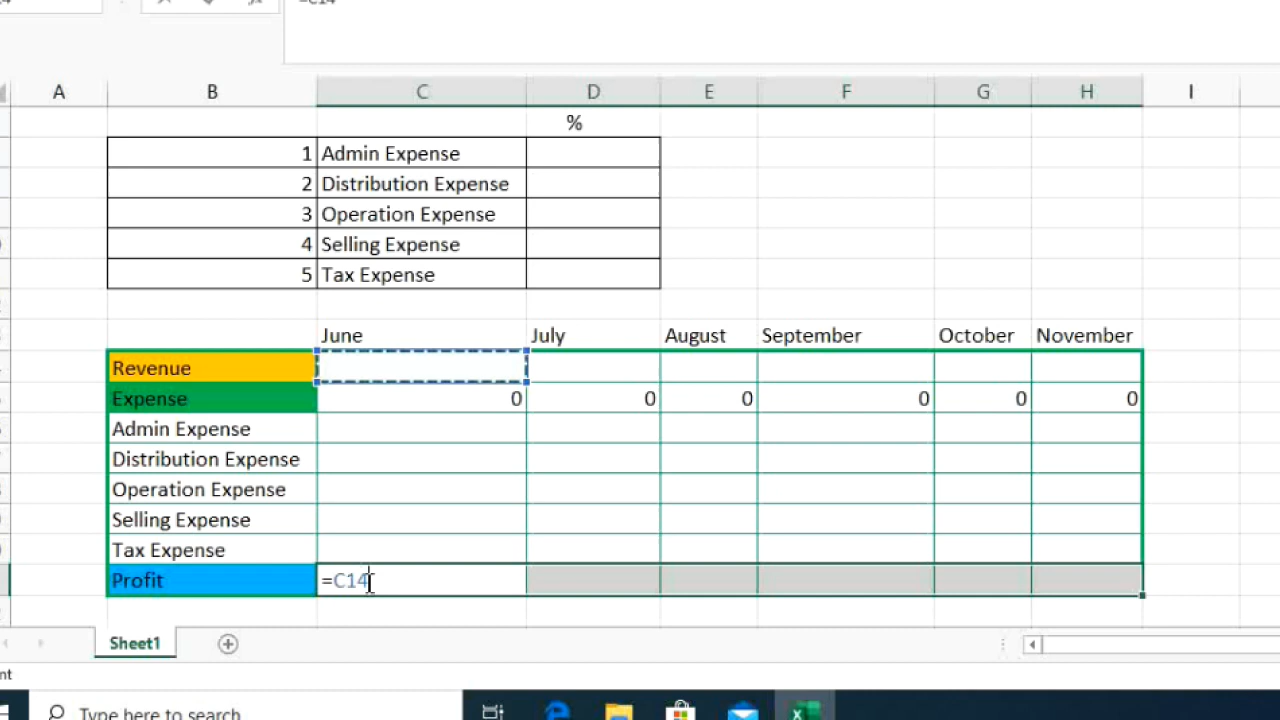 =C14
A B C D E F G H I
%
1 Admin Expense
2 Distribution Expense
3 Operation Expense
4 Selling Expense
5 Tax Expense
June July August September October November
Revenue
Expense 0 0 0 0 0 0
Admin Expense
Distribution Expense
Operation Expense
Selling Expense
Tax Expense
Profit =C14
Sheet1
Type here to search